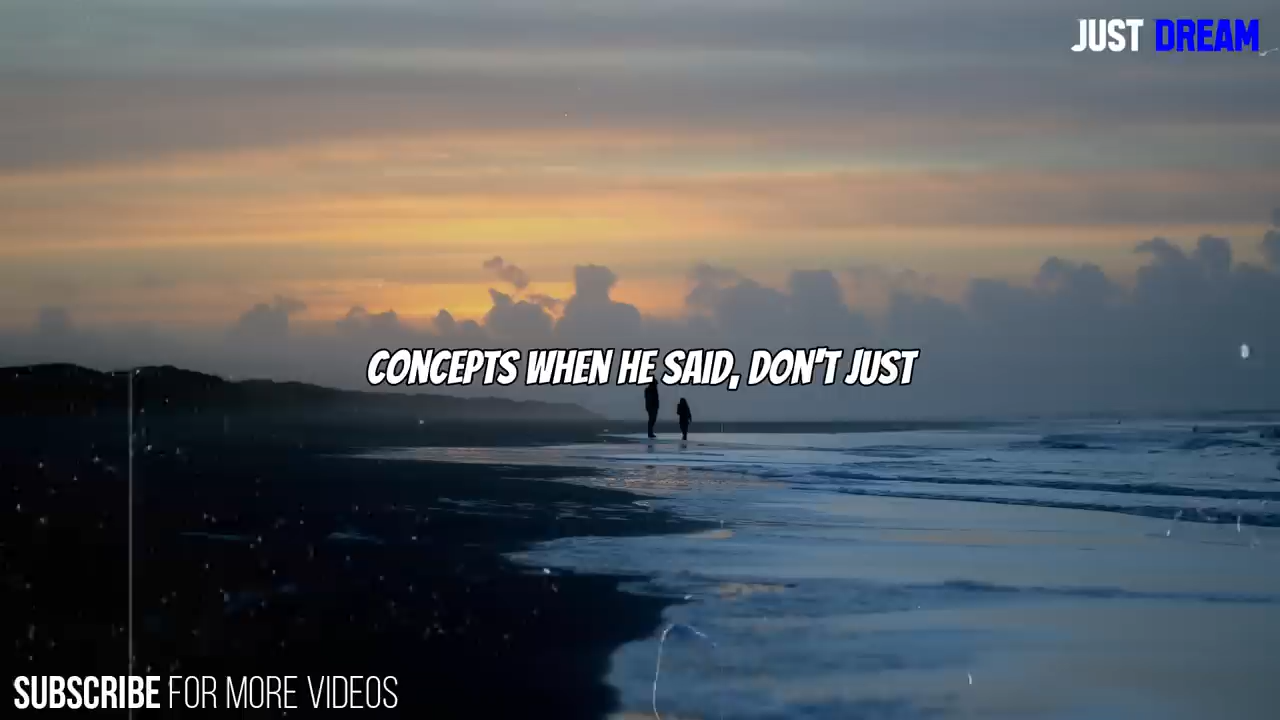 JUST DREAM
CONCEPTS WHEN HE SAID, DON'T JUST
SUBSCRIBE FOR MORE VIDEOS